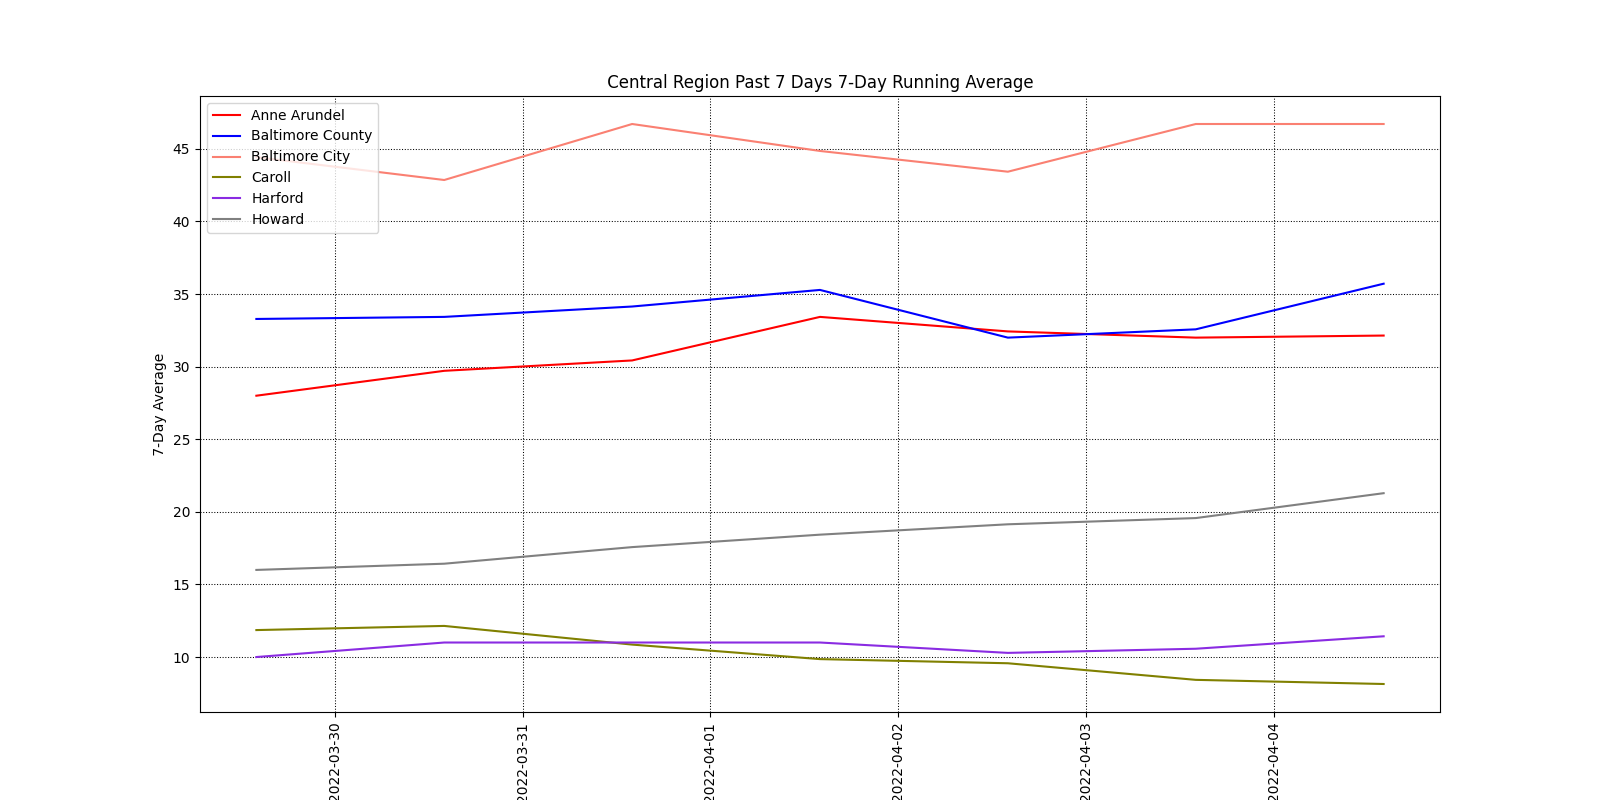 Central Region Past 7 Days 7-Day Running Average
Anne Arundel
Baltimore County
Baltimore City
Caroll
Harford
Howard
7-Day Average
45
40
35
30
25
20
15
10
2022-03-30
2022-03-31
2022-04-01
2022-04-02
2022-04-03
2022-04-04